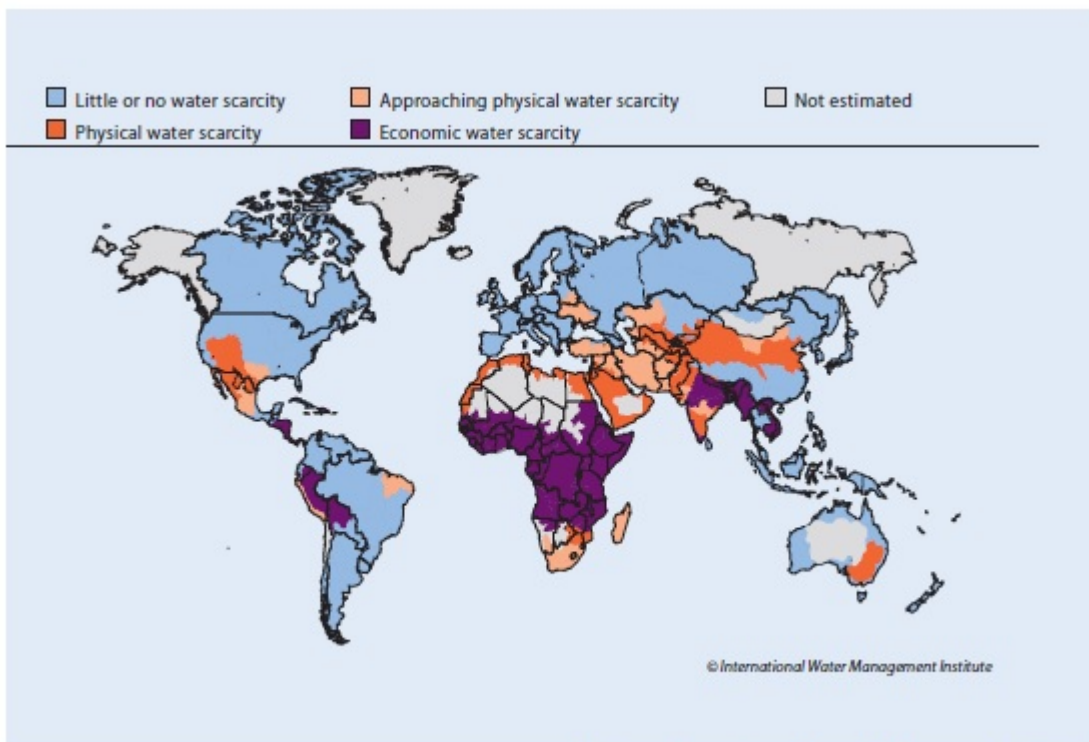 Little or no water scarcity
Approaching physical water scarcity
Not estimated
Physical water scarcity
Economic water scarcity
© International Water Management Institute